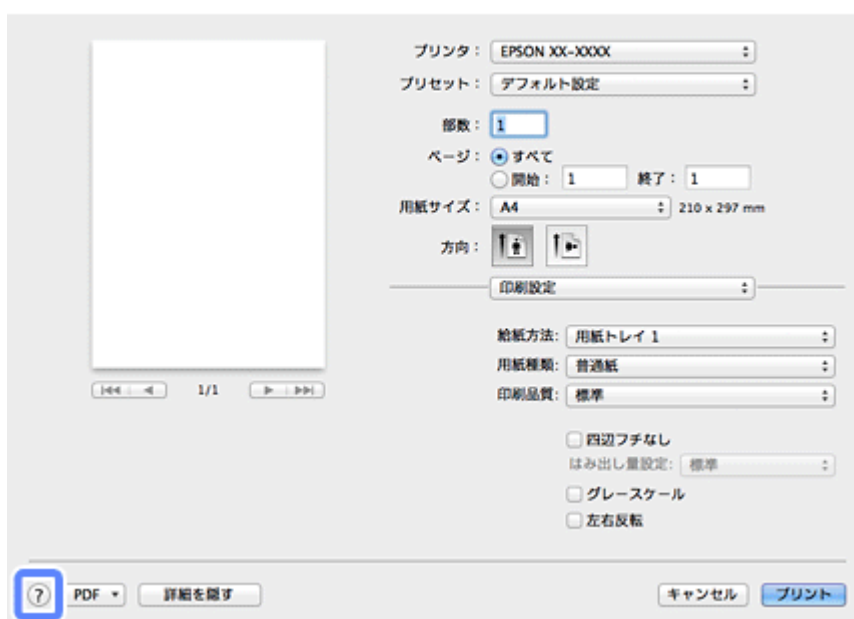 プリンタ： EPSON XX-XXXX
プリセット： デフォルト設定
部数： 1
ページ： すべて
開始： 1 終了： 1
用紙サイズ： A4 210 x 297 mm
方向：
印刷設定
給紙方法: 用紙トレイ 1
用紙種類: 普通紙
1/1
印刷品質: 標準
四辺フチなし
はみ出し量設定: 標準
グレースケール
左右反転
? PDF 詳細を隠す キャンセル プリント